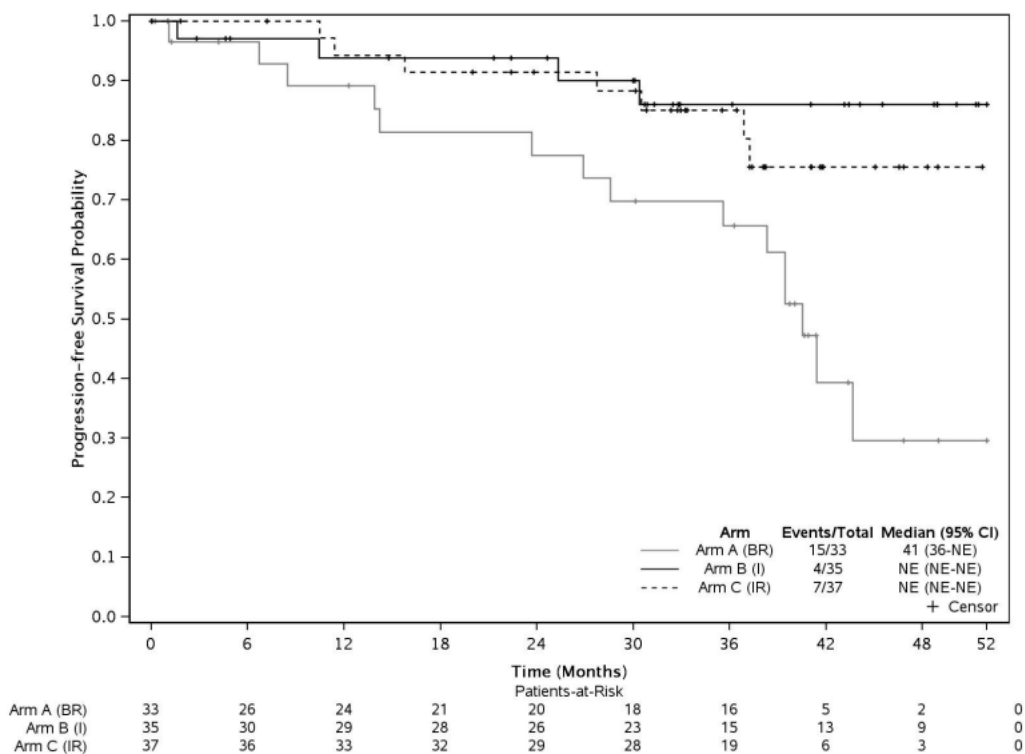 Progression-free Survival Probability
1.0
0.9
0.8
0.7
0.6
0.5
0.4
0.3
0.2
0.1
0.0
Arm Events/Total Median (95% CI)
Arm A (BR) 15/33 41 (36-NE)
Arm B (I) 4/35 NE (NE-NE)
Arm C (IR) 7/37 NE (NE-NE)
+ Censor
0 6 12 18 24 30 36 42 48 52
Time (Months)
Patients-at-Risk
Arm A (BR) 33 26 24 21 20 18 16 5 2 0
Arm B (I) 35 30 29 28 26 23 15 13 9 0
Arm C (IR) 37 36 33 32 29 28 19 6 3 0